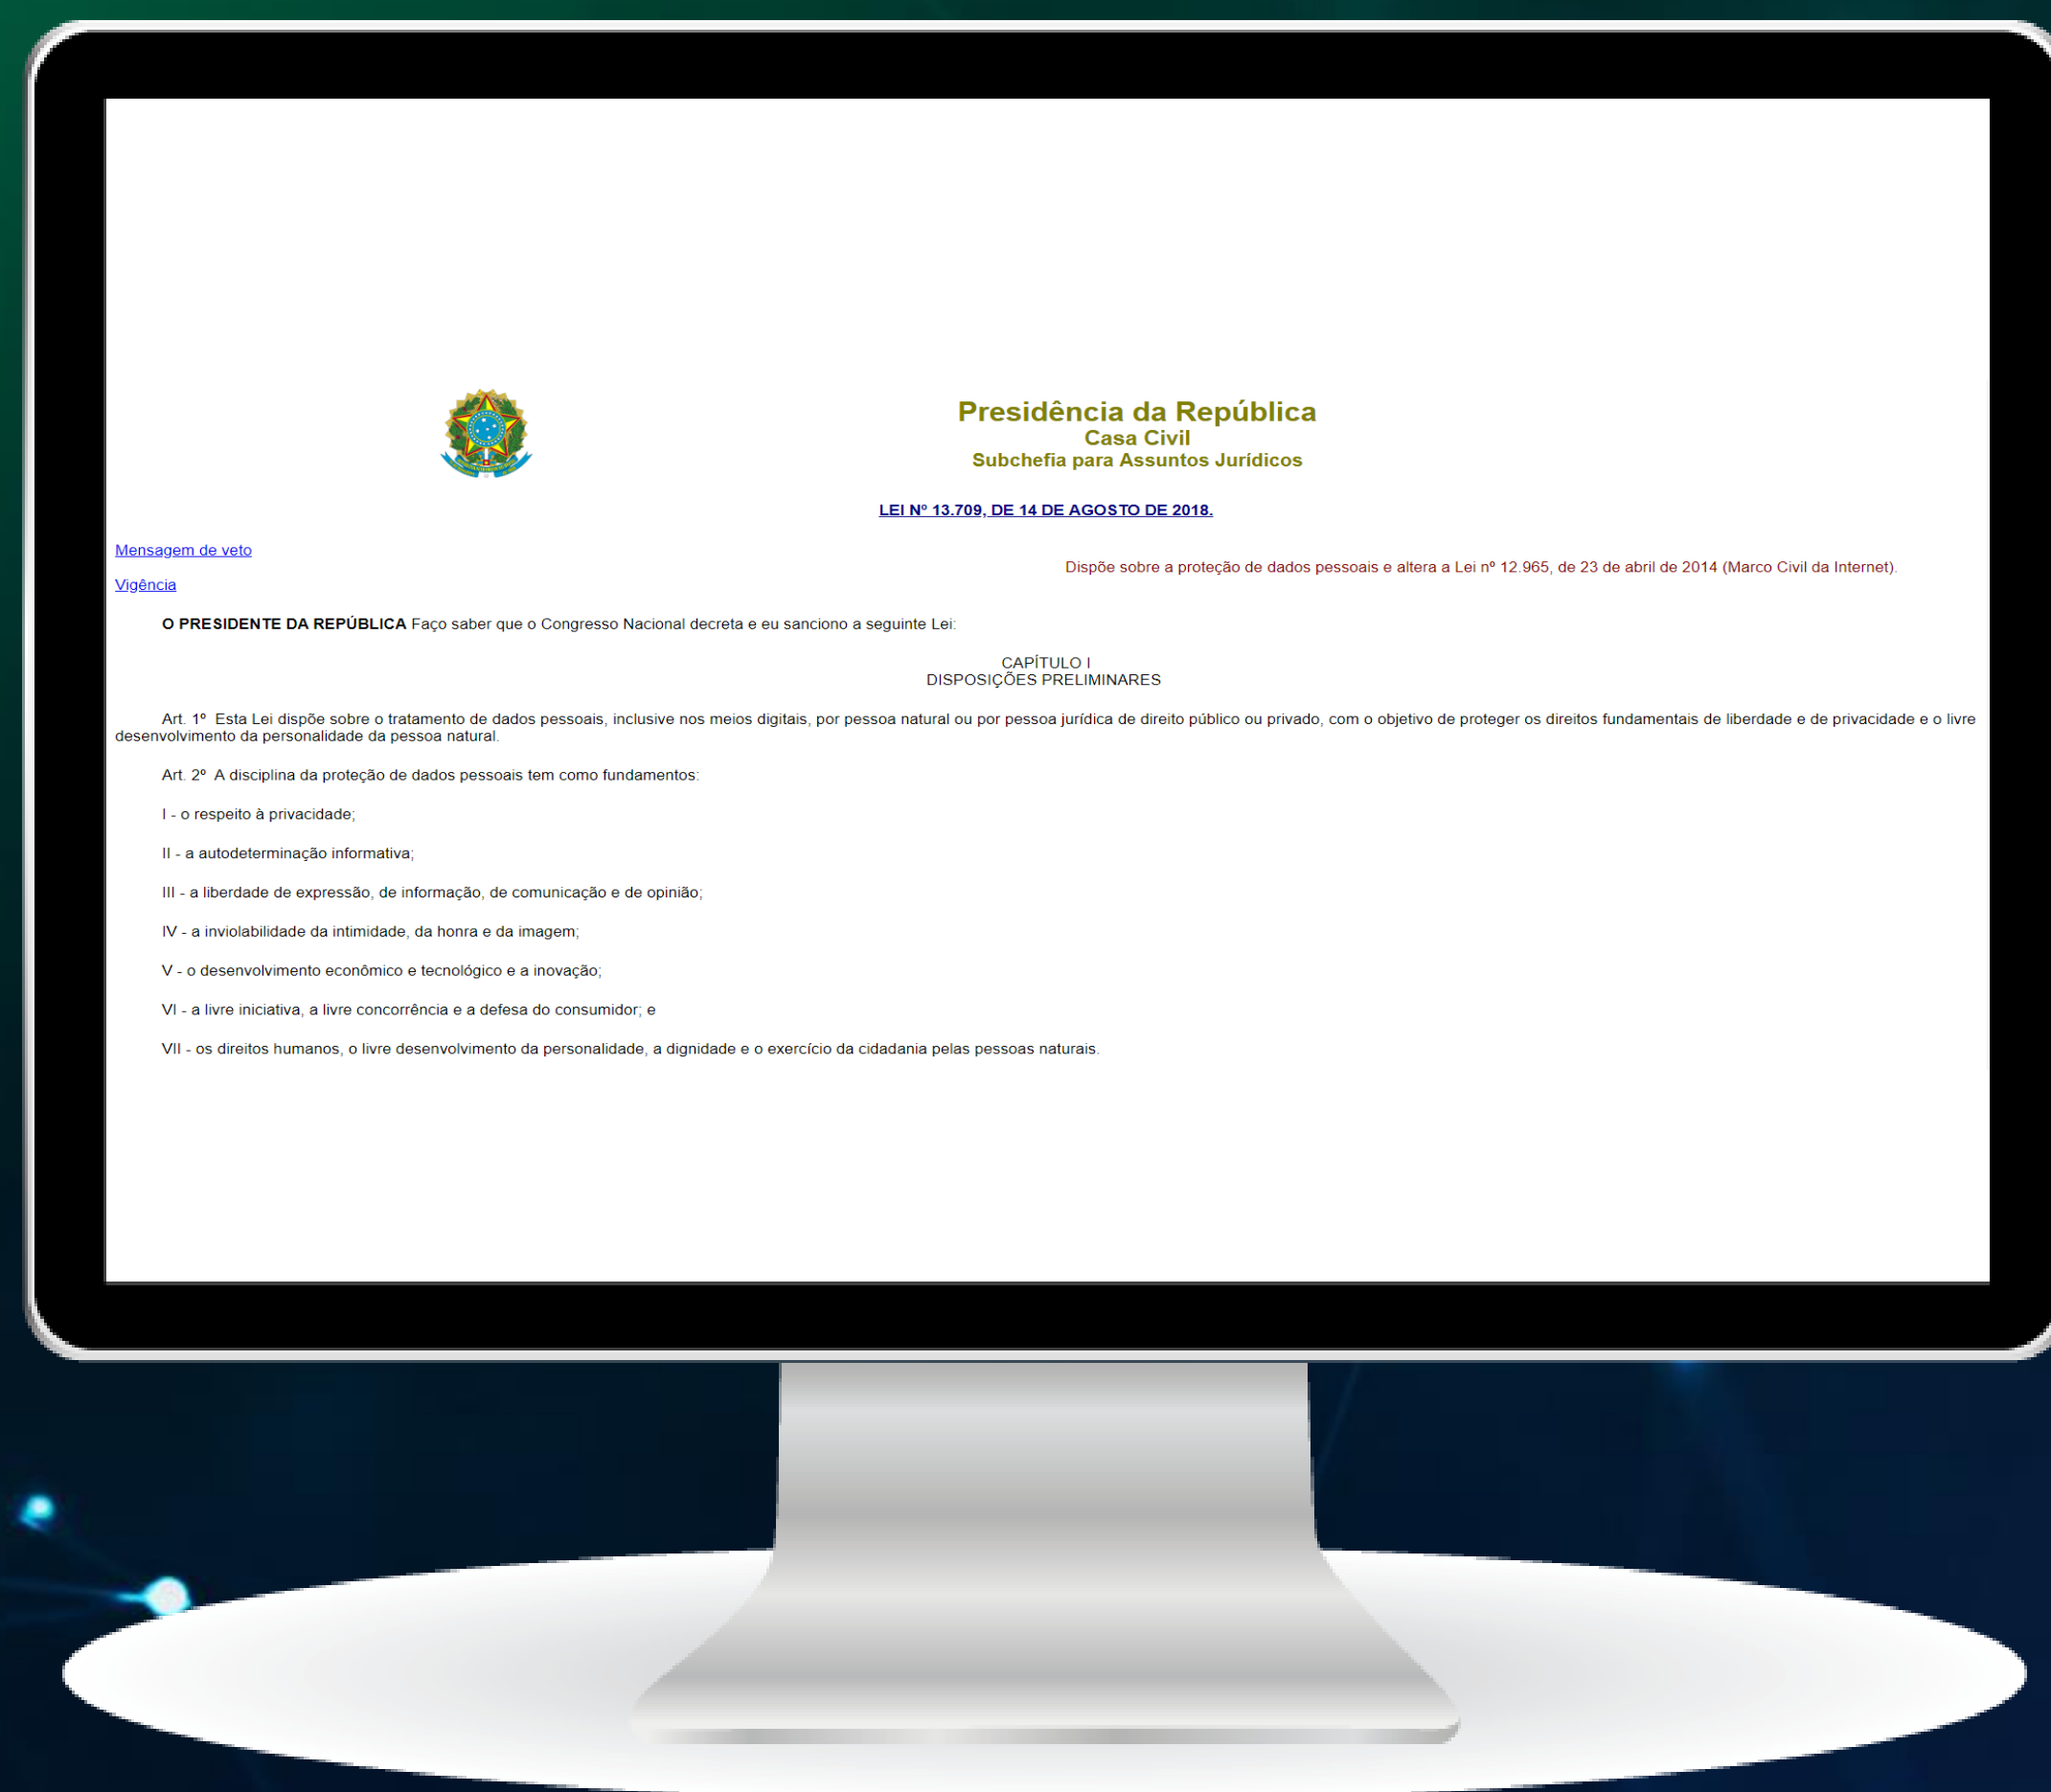 Presidência da República
Casa Civil
Subchefia para Assuntos Jurídicos
LEI Nº 13.709, DE 14 DE AGOSTO DE 2018.
Mensagem de veto
Vigência
Dispõe sobre a proteção de dados pessoais e altera a Lei nº 12.965, de 23 de abril de 2014 (Marco Civil da Internet).
O PRESIDENTE DA REPÚBLICA Faço saber que o Congresso Nacional decreta e eu sanciono a seguinte Lei:
CAPÍTULO I
DISPOSIÇÕES PRELIMINARES
Art. 1º Esta Lei dispõe sobre o tratamento de dados pessoais, inclusive nos meios digitais, por pessoa natural ou por pessoa jurídica de direito público ou privado, com o objetivo de proteger os direitos fundamentais de liberdade e de privacidade e o livre
desenvolvimento da personalidade da pessoa natural.
Art. 2º A disciplina da proteção de dados pessoais tem como fundamentos:
I - o respeito à privacidade;
II - a autodeterminação informativa;
III - a liberdade de expressão, de informação, de comunicação e de opinião;
IV - a inviolabilidade da intimidade, da honra e da imagem;
V - o desenvolvimento econômico e tecnológico e a inovação;
VI - a livre iniciativa, a livre concorrência e a defesa do consumidor; e
VII - os direitos humanos, o livre desenvolvimento da personalidade, a dignidade e o exercício da cidadania pelas pessoas naturais.